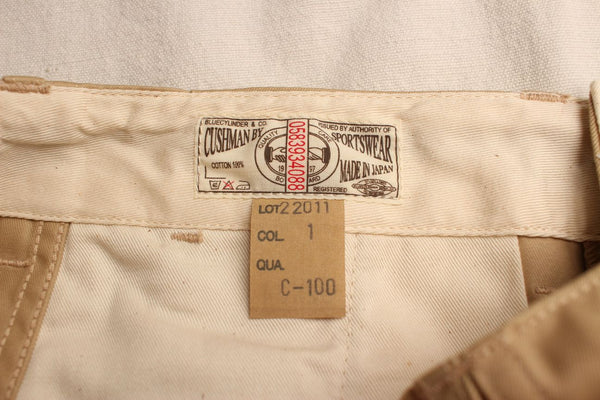 BLUECYLINDER & CO.
ISSUED BY AUTHORITY OF
CUSHMAN BY SPORTSWEAR
QUALITY
COTTON 100%
MADE IN JAPAN
REGISTERED
0583934088
LOT 22011
COL. 1
QUA.
C-100